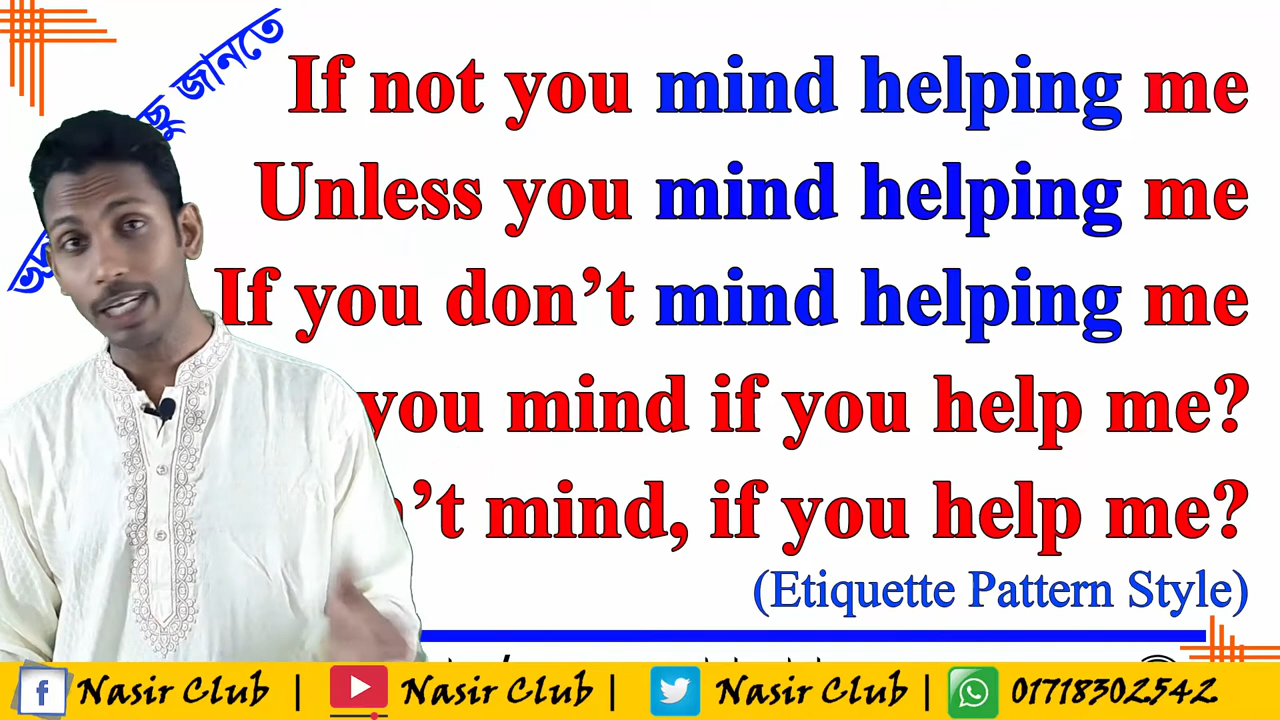 জানতে
If not you mind helping me
Unless you mind helping me
If you don’t mind helping me
you mind if you help me?
’t mind, if you help me?
(Etiquette Pattern Style)
Nasir Club | Nasir Club | Nasir Club | 01718302542